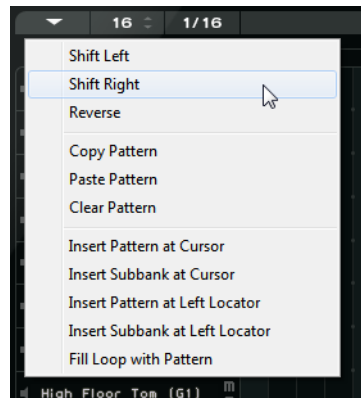 16 1/16
Shift Left
Shift Right
Reverse
Copy Pattern
Paste Pattern
Clear Pattern
Insert Pattern at Cursor
Insert Subbank at Cursor
Insert Pattern at Left Locator
Insert Subbank at Left Locator
Fill Loop with Pattern
High Floor Tom (G1) m